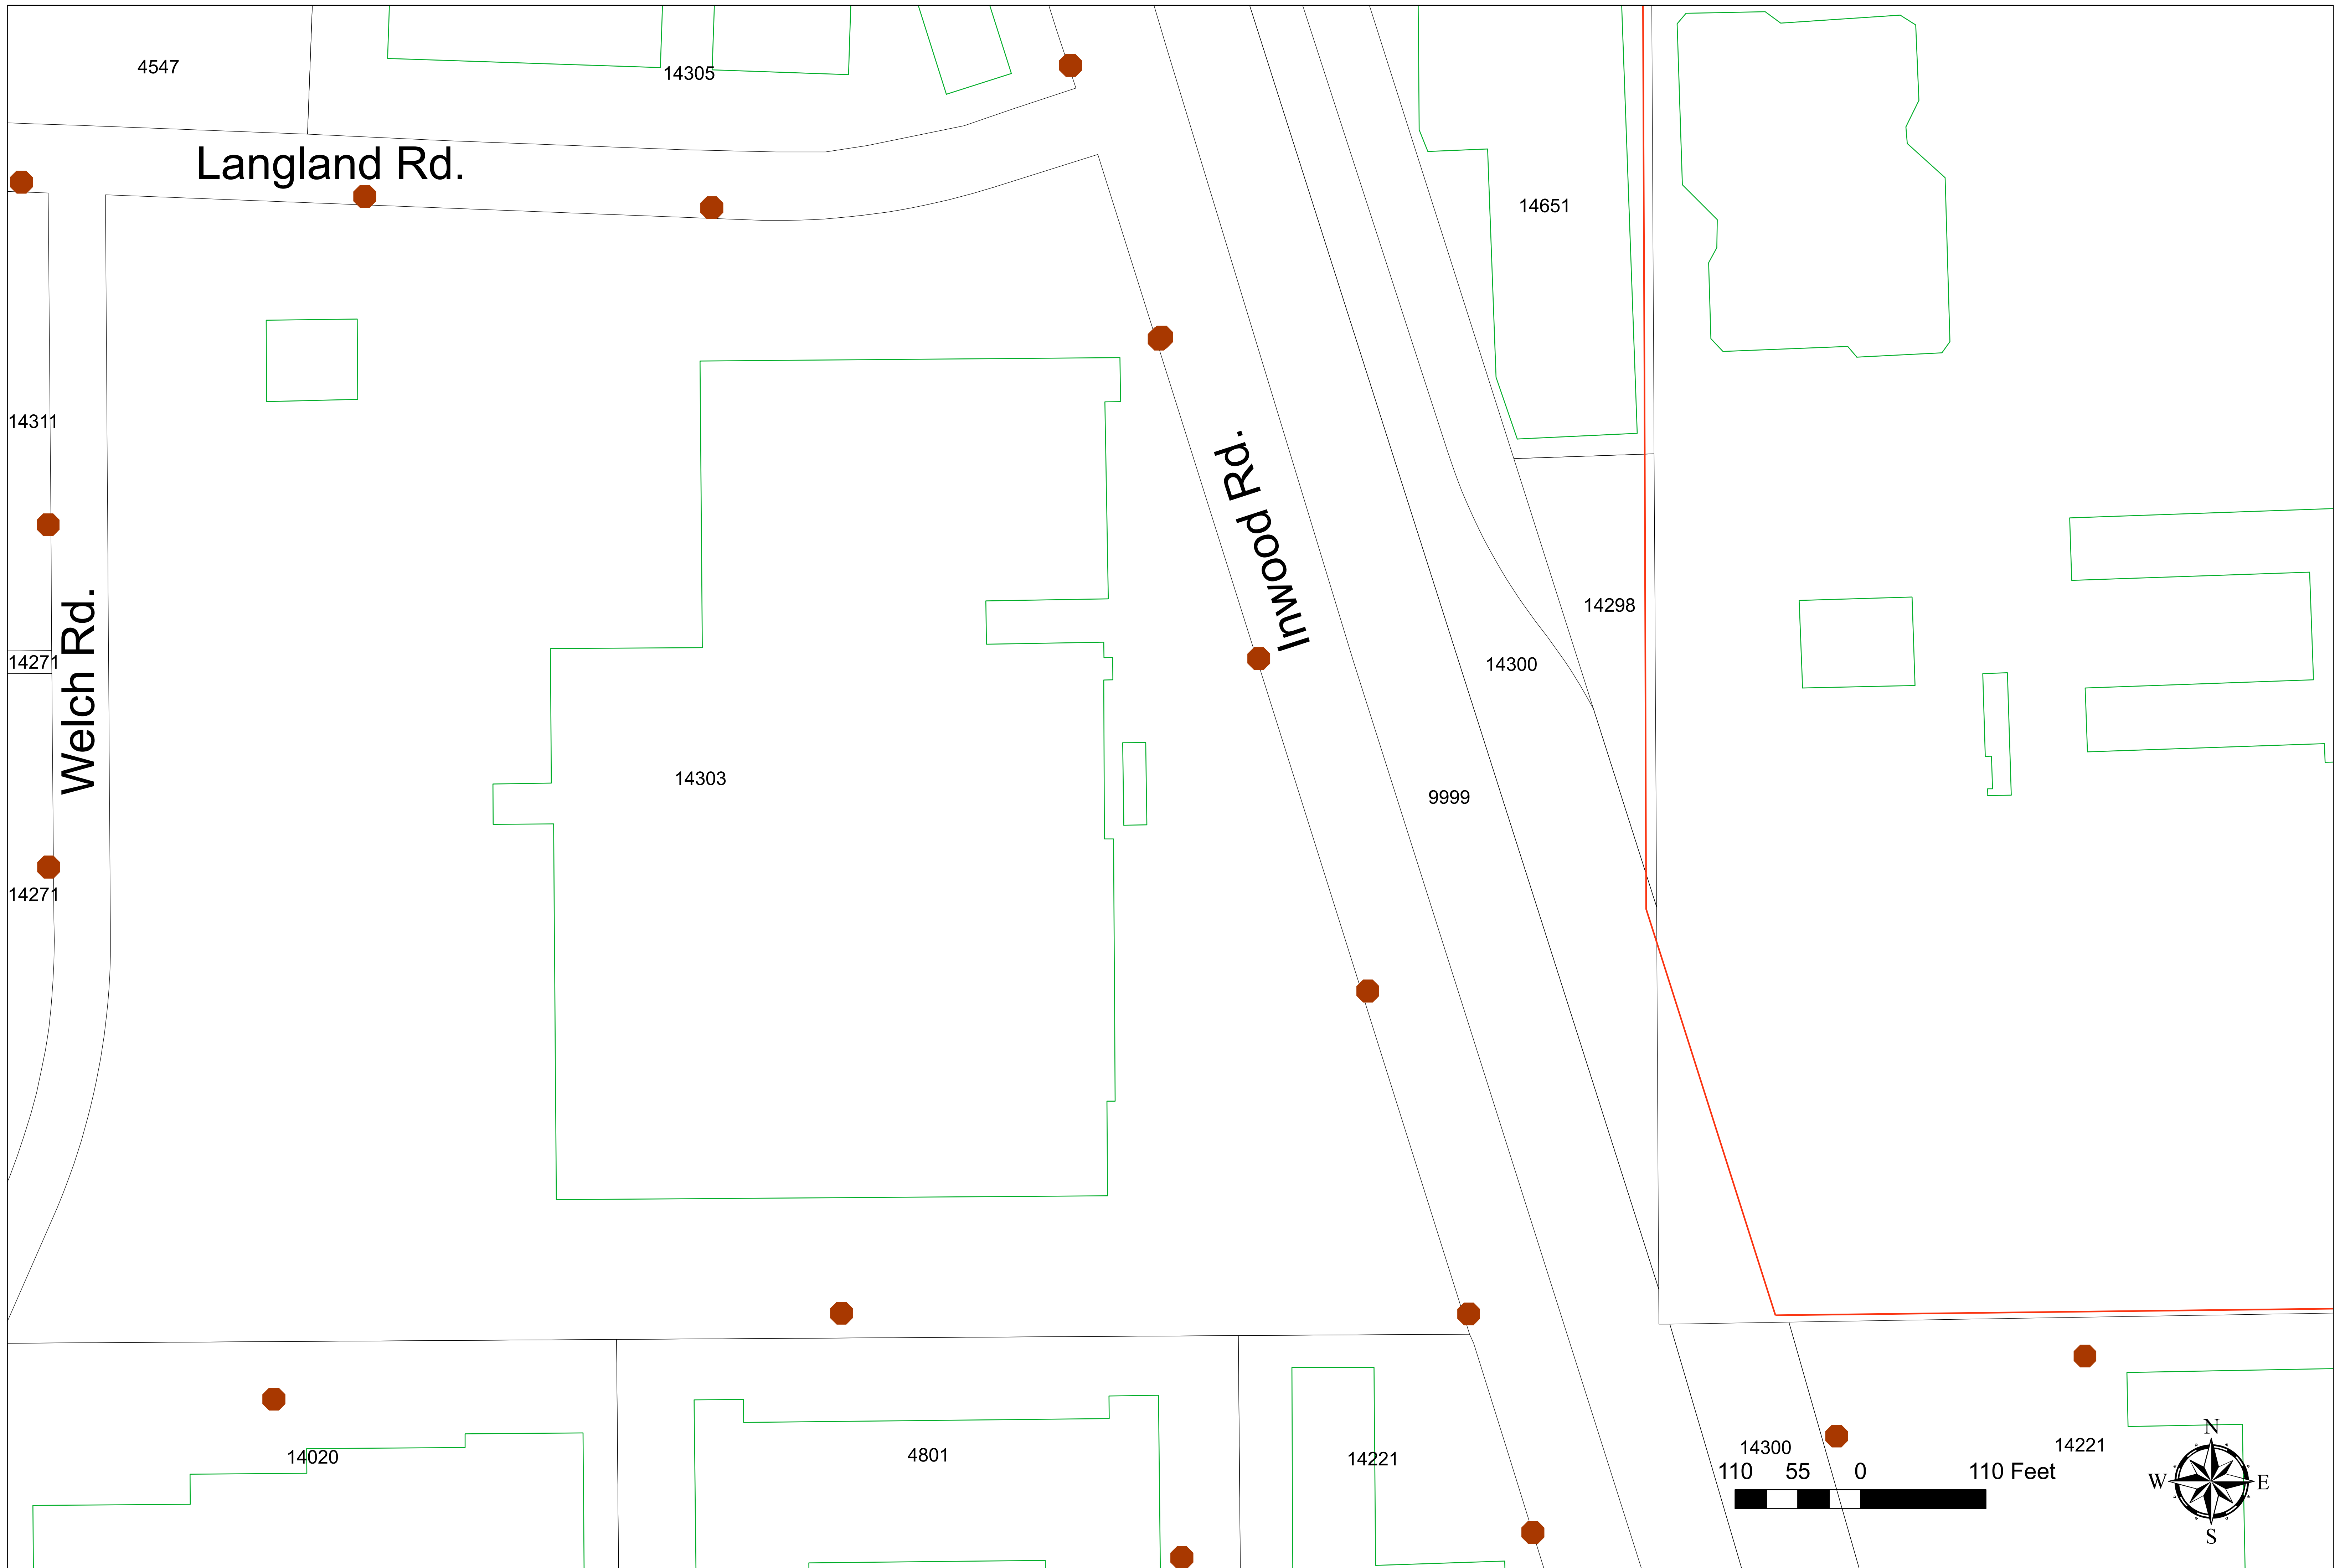 4547
14305
Langland Rd.
14651
14311
Inwood Rd.
14298
14271
14300
Welch Rd.
14303
9999
14271
14020
4801
14221
14300
14221
110 55 0 110 Feet
N
W E
S